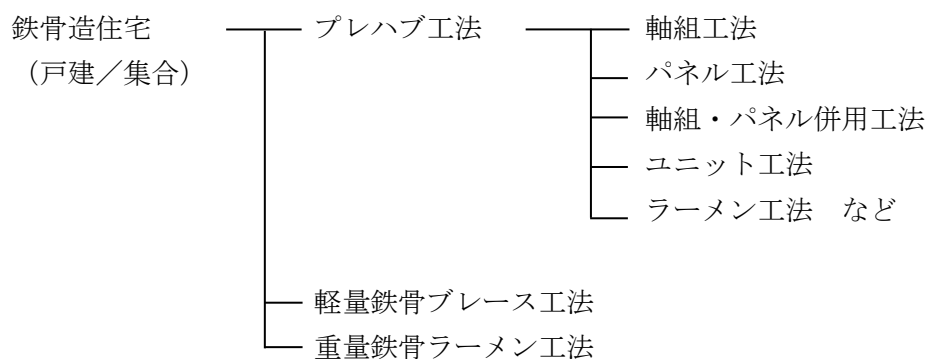 鉄骨造住宅 プレハブ工法 軸組工法
（戸建／集合） パネル工法
軸組・パネル併用工法
ユニット工法
ラーメン工法　など
軽量鉄骨ブレース工法
重量鉄骨ラーメン工法